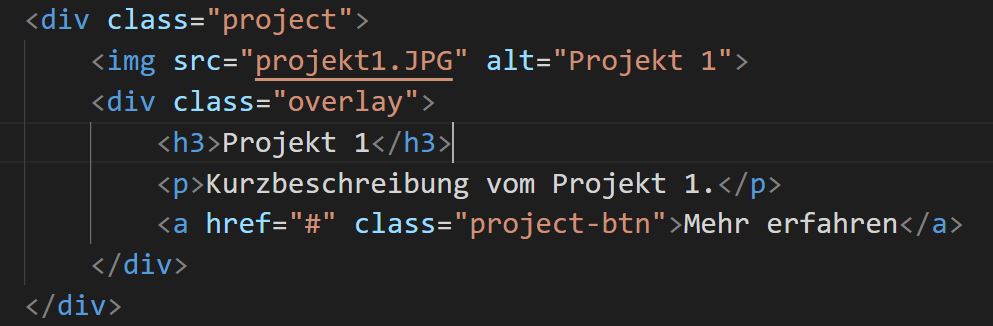 <div class="project">
<img src="projekt1.JPG" alt="Projekt 1">
<div class="overlay">
<h3>Projekt 1</h3>
<p>Kurzbeschreibung vom Projekt 1.</p>
<a href="#" class="project-btn">Mehr erfahren</a>
</div>
</div>